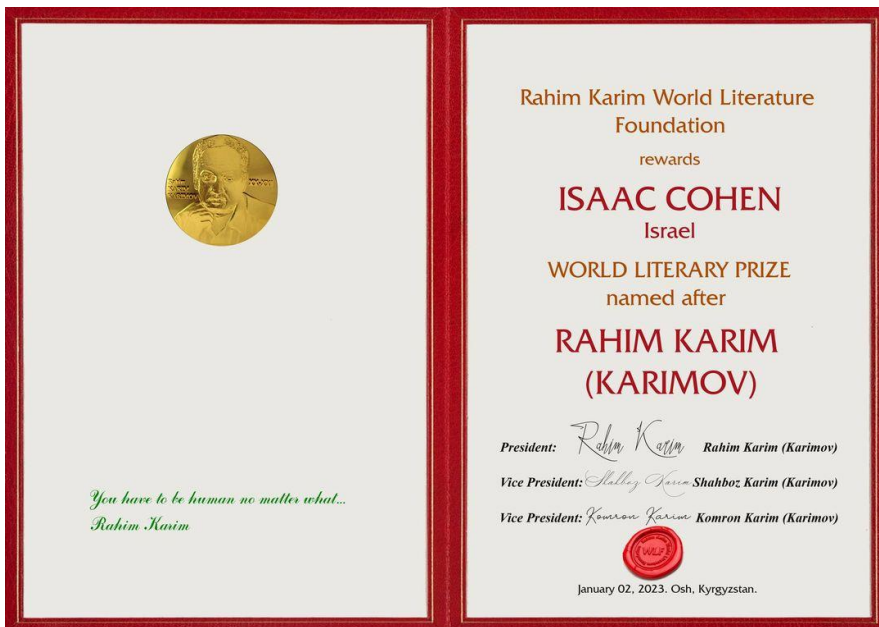 KARIMOV
You have to be human no matter what...
Rahim Karim
Rahim Karim World Literature
Foundation
rewards
ISAAC COHEN
Israel
WORLD LITERARY PRIZE
named after
RAHIM KARIM
(KARIMOV)
President: Rahim Karim Rahim Karim (Karimov)
Vice President: Shahboz Karim Shahboz Karim (Karimov)
Vice President: Komron Karim Komron Karim (Karimov)
WLF
January 02, 2023. Osh, Kyrgyzstan.